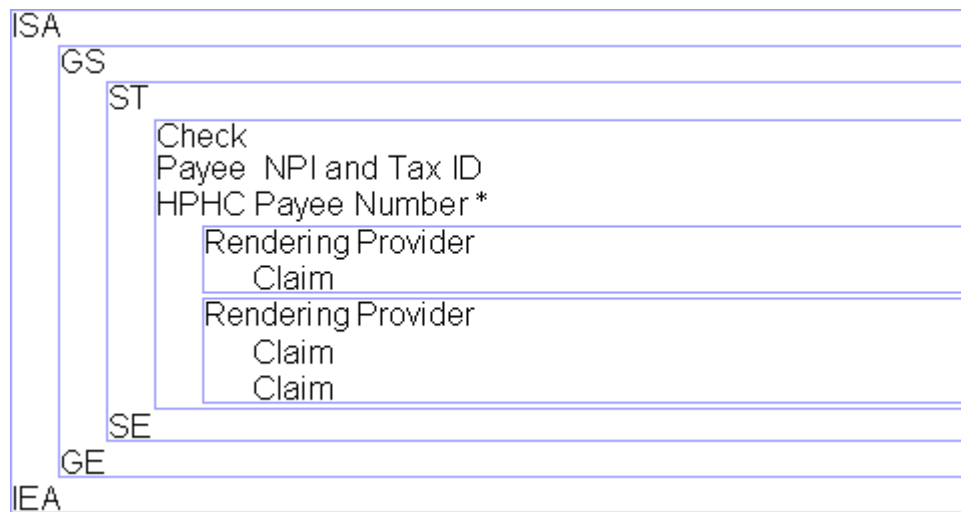 ISA
GS
ST
Check
Payee NPI and Tax ID
HPHC Payee Number *
Rendering Provider
Claim
Rendering Provider
Claim
Claim
SE
GE
IEA